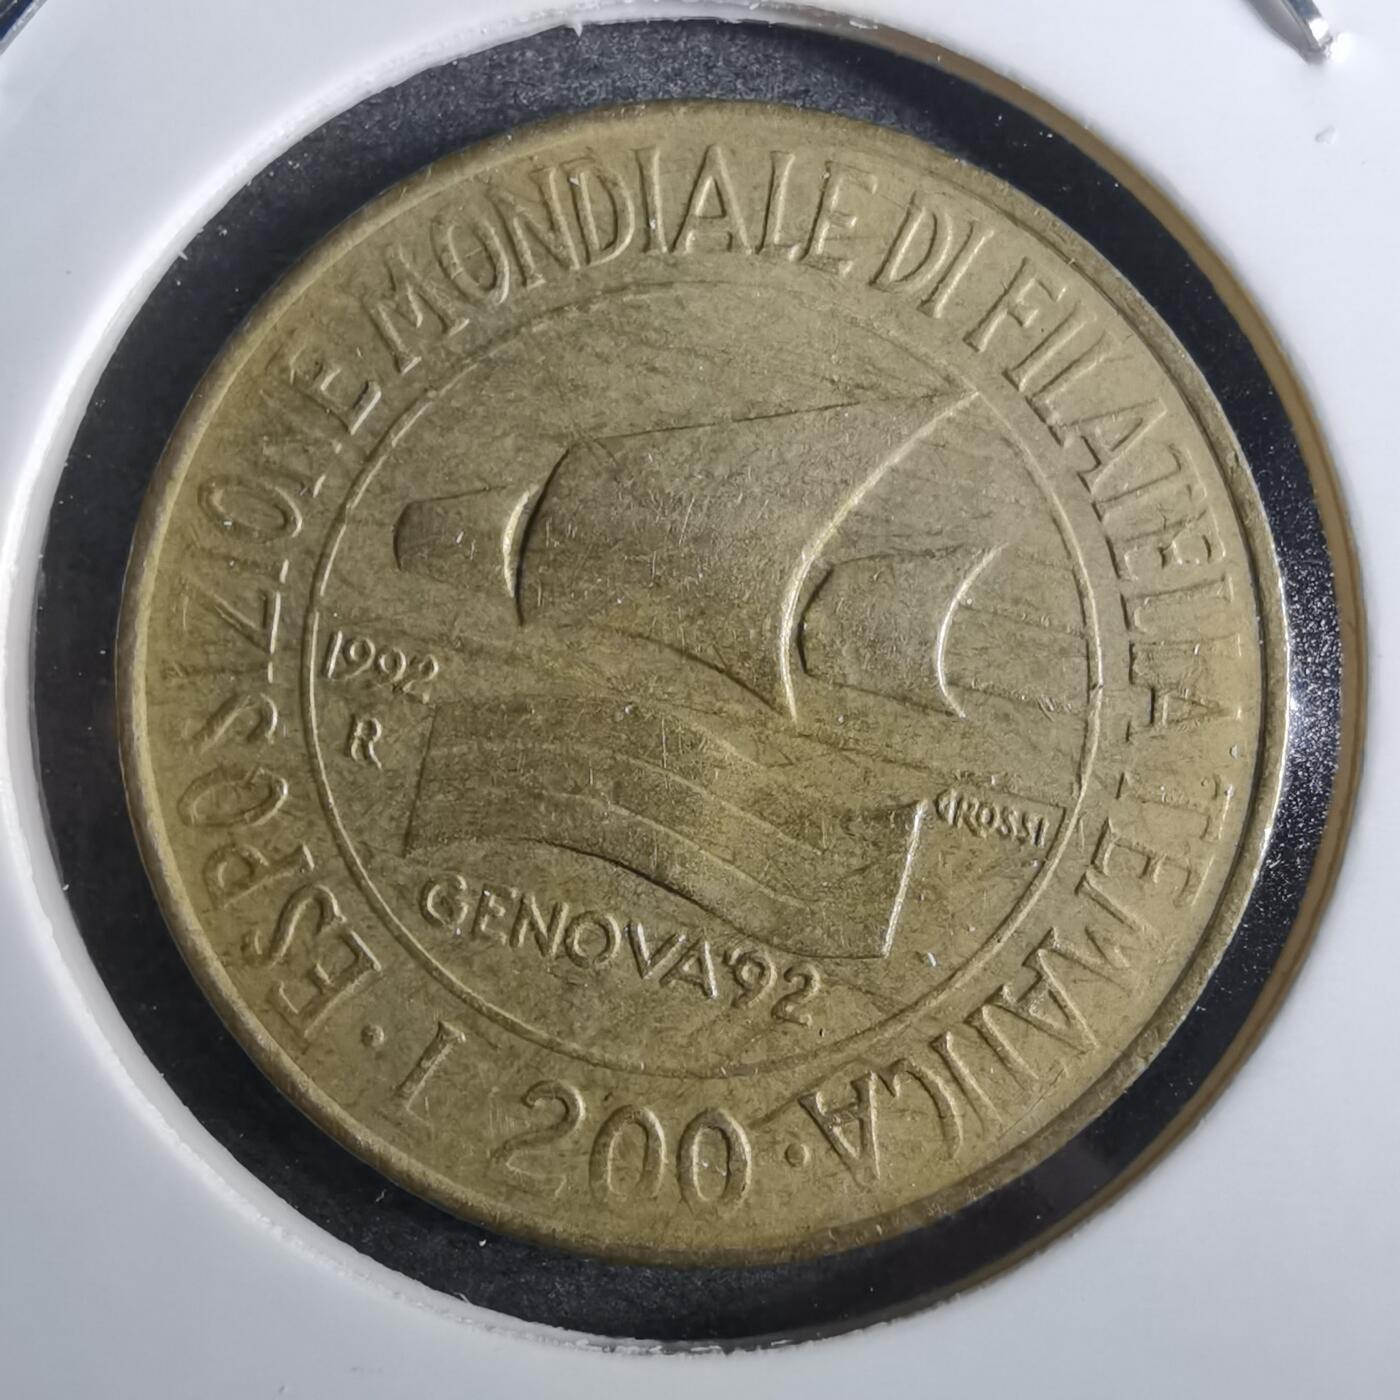 ESPOSIZIONE MONDIALE DI FILATELIA TEMATICA
1992
R
G.ROSSI
GENOVA'92
· L 200 ·